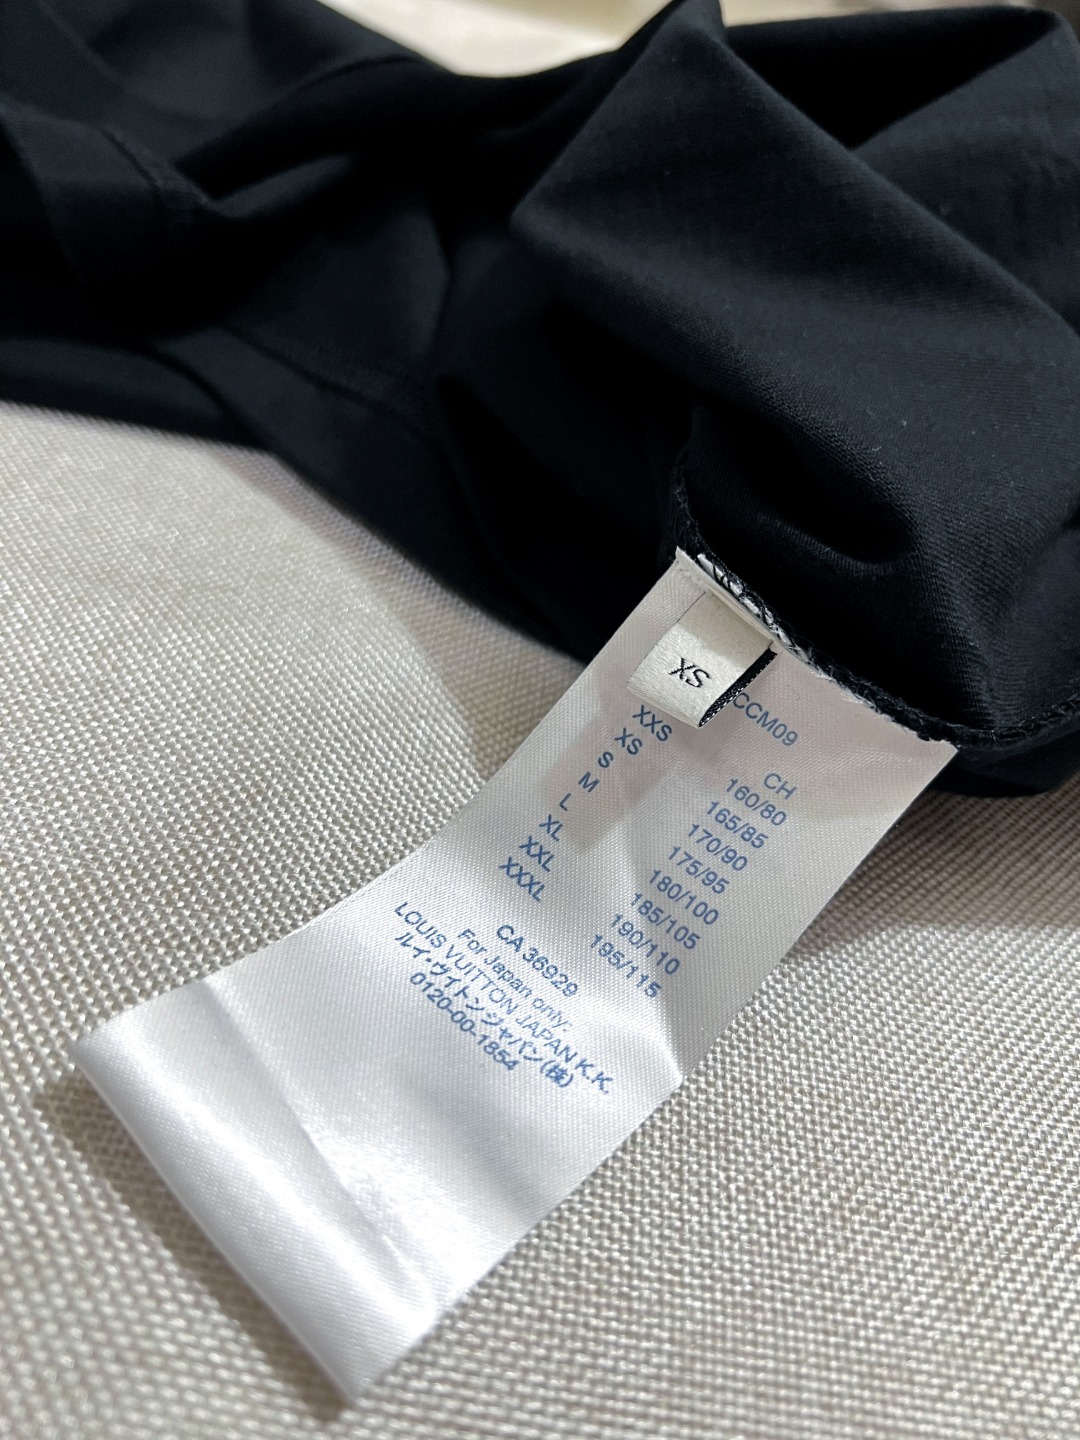 XS
CCM09
CH
XXS 160/80
XS 165/85
S 170/90
M 175/95
L 180/100
XL 185/105
XXL 190/110
XXXL 195/115
CA 36929
For Japan only:
LOUIS VUITTON JAPAN K.K.
ルイ・ヴィトンジャパン(株)
0120-00-1854